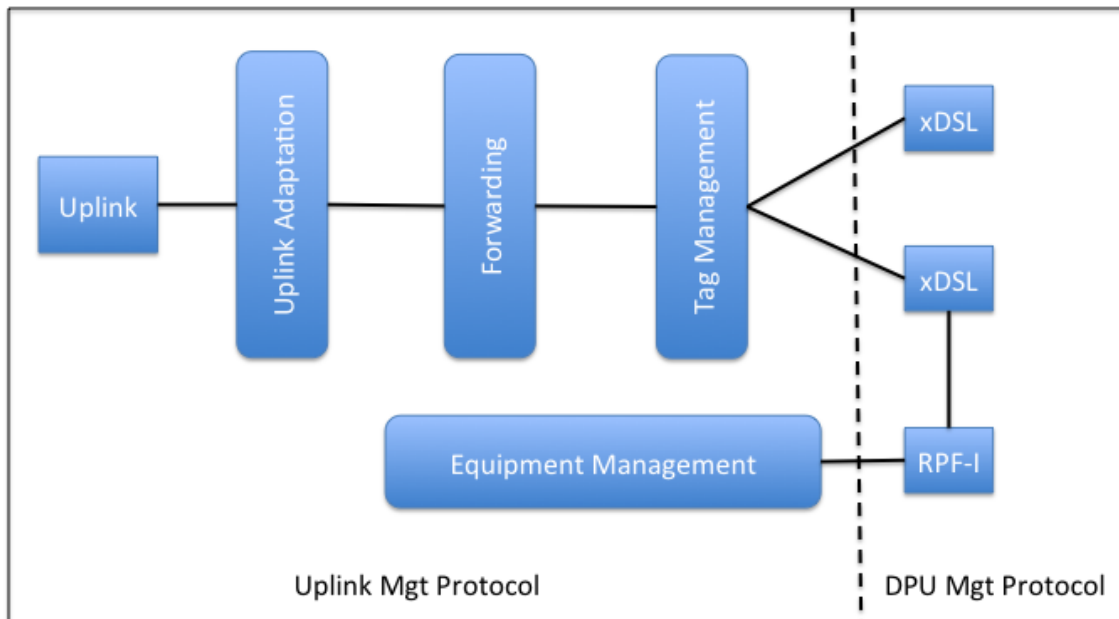 Uplink
Uplink Adaptation
Forwarding
Tag Management
xDSL
xDSL
Equipment Management
RPF-I
Uplink Mgt Protocol
DPU Mgt Protocol